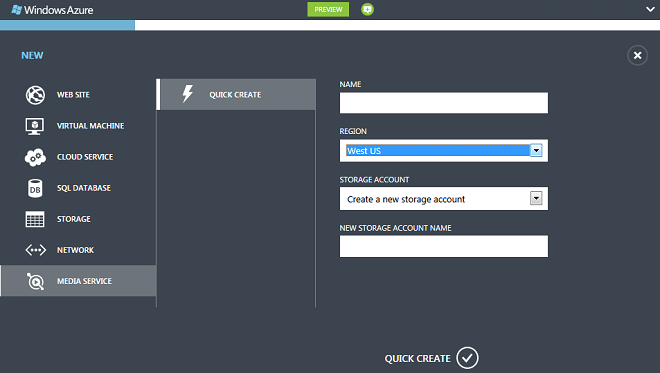 Windows Azure
PREVIEW
NEW
WEB SITE
VIRTUAL MACHINE
CLOUD SERVICE
DB
SQL DATABASE
STORAGE
NETWORK
MEDIA SERVICE
QUICK CREATE
NAME
REGION
West US
STORAGE ACCOUNT
Create a new storage account
NEW STORAGE ACCOUNT NAME
QUICK CREATE